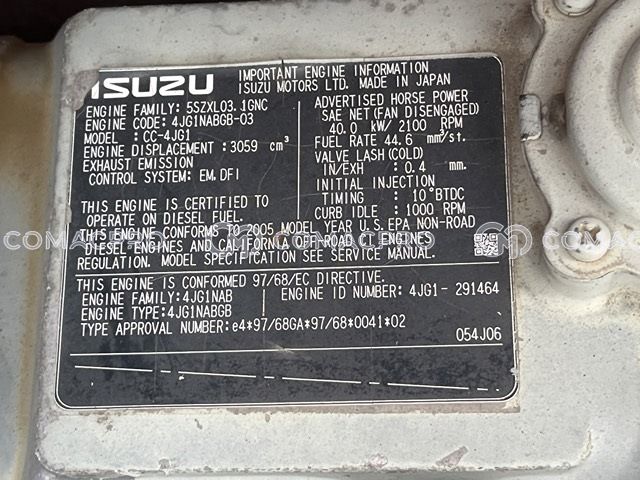 ISUZU
IMPORTANT ENGINE INFORMATION
ISUZU MOTORS LTD. MADE IN JAPAN
ENGINE FAMILY: 5SZXL03.1GNC
ENGINE CODE: 4JG1NABGB-03
MODEL : CC-4JG1
ENGINE DISPLACEMENT: 3059 cm³
EXHAUST EMISSION
CONTROL SYSTEM: EM, DFI
THIS ENGINE IS CERTIFIED TO
OPERATE ON DIESEL FUEL.
ADVERTISED HORSE POWER
SAE NET (FAN DISENGAGED)
40.0 kW/ 2100 RPM
FUEL RATE 44.6 mm³/st.
VALVE LASH (COLD)
IN/EXH : 0.4 mm.
INITIAL INJECTION
TIMING : 10°BTDC
CURB IDLE : 1000 RPM
THIS ENGINE CONFORMS TO 2005 MODEL YEAR U.S. EPA NON-ROAD
DIESEL ENGINES AND CALIFORNIA OFF-ROAD C.I. ENGINES
REGULATION. MODEL SPECIFICATION SEE SERVICE MANUAL.
THIS ENGINE IS CONFORMED 97/68/EC DIRECTIVE.
ENGINE FAMILY: 4JG1NAB
ENGINE ID NUMBER: 4JG1- 291464
ENGINE TYPE: 4JG1NABGB
TYPE APPROVAL NUMBER: e4*97/68GA*97/68*0041*02
054J06